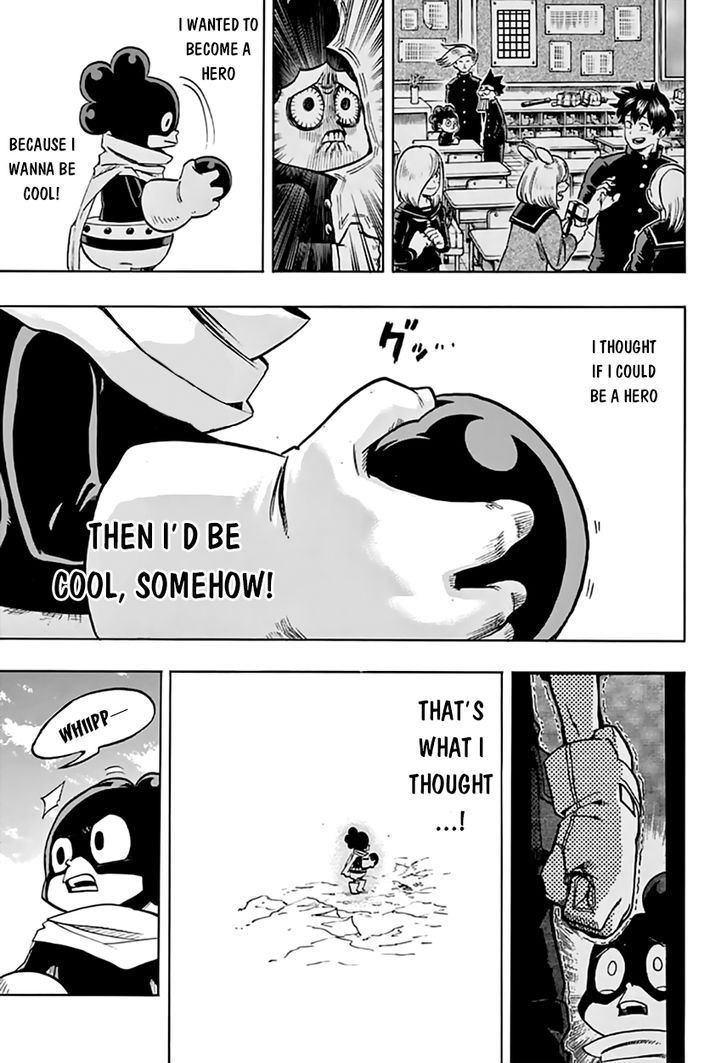 I WANTED TO
BECOME A
HERO
BECAUSE I
WANNA BE
COOL!
I THOUGHT
IF I COULD
BE A HERO
グッ…
THEN I'D BE
COOL, SOMEHOW!
THAT'S
WHAT I
THOUGHT
...!
WHIIPP—